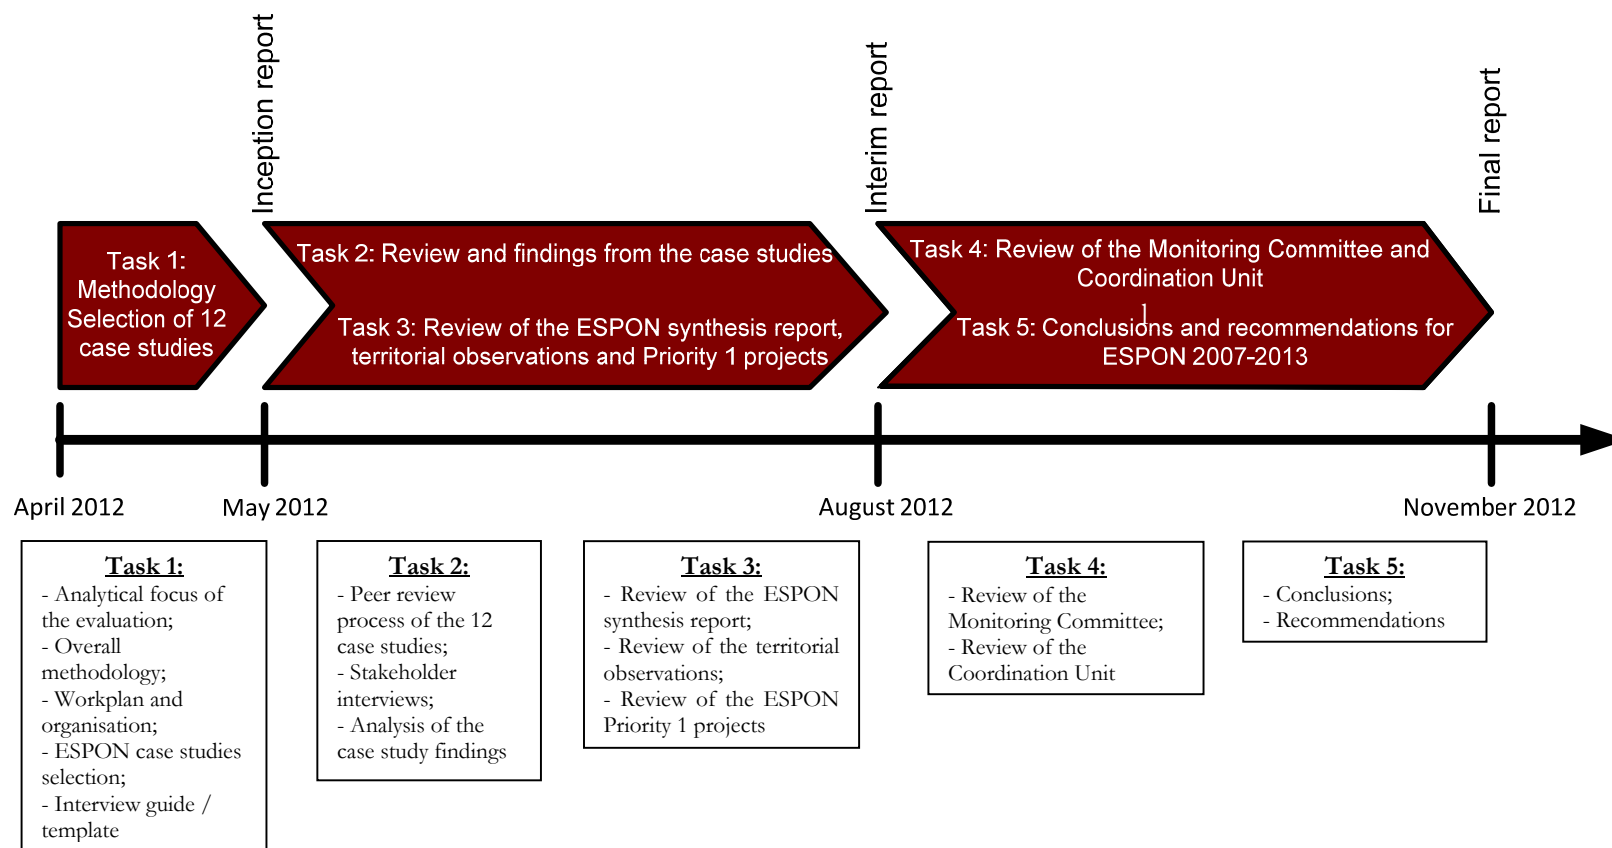 Inception report
Interim report
Final report
Task 1:
Methodology
Selection of 12
case studies
Task 2: Review and findings from the case studies
Task 3: Review of the ESPON synthesis report,
territorial observations and Priority 1 projects
Task 4: Review of the Monitoring Committee and
Coordination Unit
l
Task 5: Conclusions and recommendations for
ESPON 2007-2013
April 2012
May 2012
August 2012
November 2012
Task 1:
- Analytical focus of
the evaluation;
- Overall
methodology;
- Workplan and
organisation;
- ESPON case studies
selection;
- Interview guide /
template
Task 2:
- Peer review
process of the 12
case studies;
- Stakeholder
interviews;
- Analysis of the
case study findings
Task 3:
- Review of the ESPON
synthesis report;
- Review of the territorial
observations;
- Review of the ESPON
Priority 1 projects
Task 4:
- Review of the
Monitoring Committee;
- Review of the
Coordination Unit
Task 5:
- Conclusions;
- Recommendations